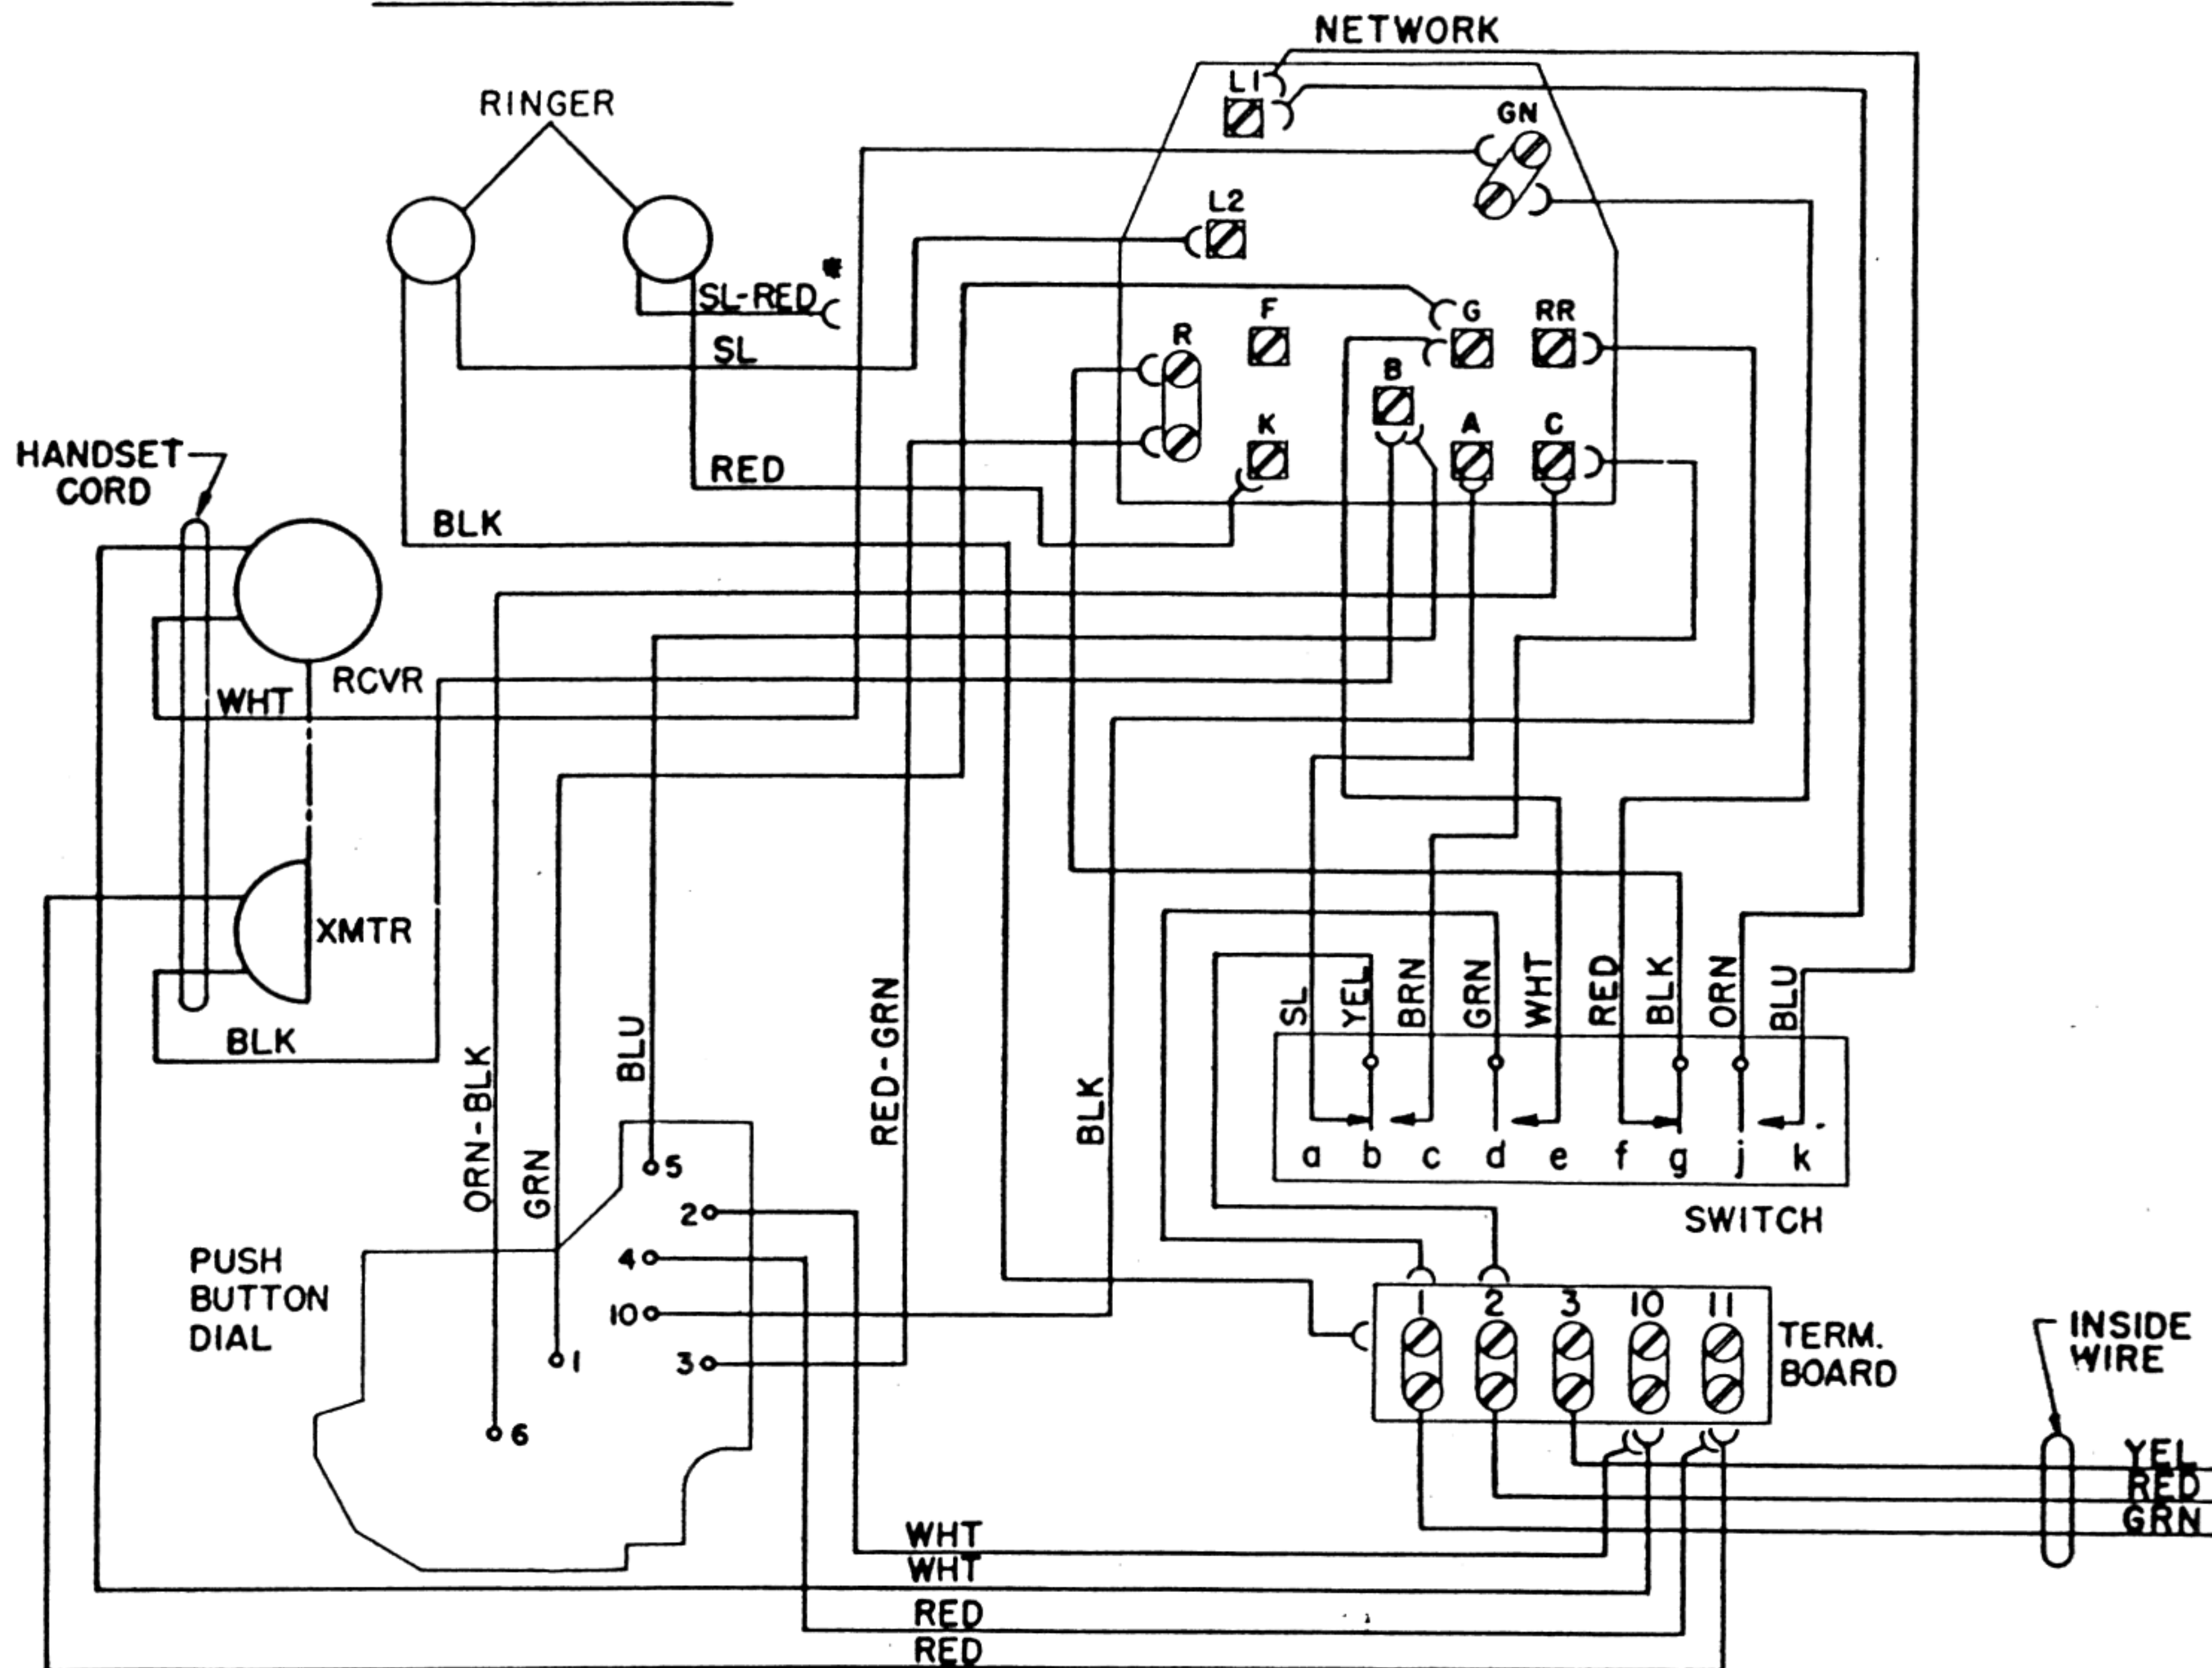 NETWORK
L1
RINGER
GN
L2
*
SL-RED
F
G
RR
R
SL
B
K
A
C
HANDSET
CORD
RED
BLK
RCVR
WHT
XMTR
BLK
SL
YEL
BRN
GRN
WHT
RED
BLK
ORN
BLU
ORN-BLK
GRN
BLU
RED-GRN
BLK
a b c d e f g j k
SWITCH
5
2
4
10
3
1
6
PUSH
BUTTON
DIAL
1 2 3 10 11
TERM.
BOARD
INSIDE
WIRE
YEL
RED
GRN
WHT
WHT
RED
RED